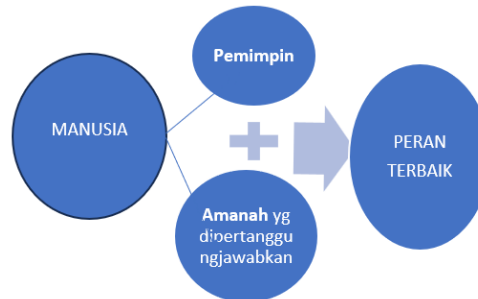 MANUSIA
Pemimpin
Amanah yg
dipertanggu
ngjawabkan
PERAN
TERBAIK